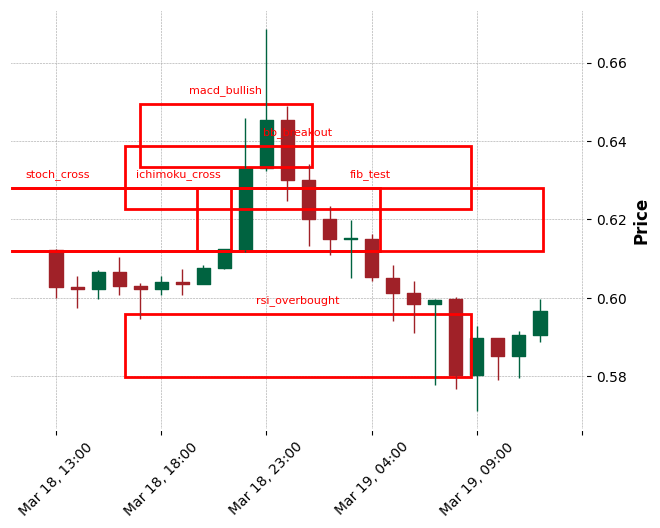 macd_bullish
stoch_cross
ichimoku_cross
fib_test
rsi_overbought
0.66
0.64
0.62
0.60
0.58
Price
Mar 18, 13:00
Mar 18, 18:00
Mar 18, 23:00
Mar 19, 04:00
Mar 19, 09:00